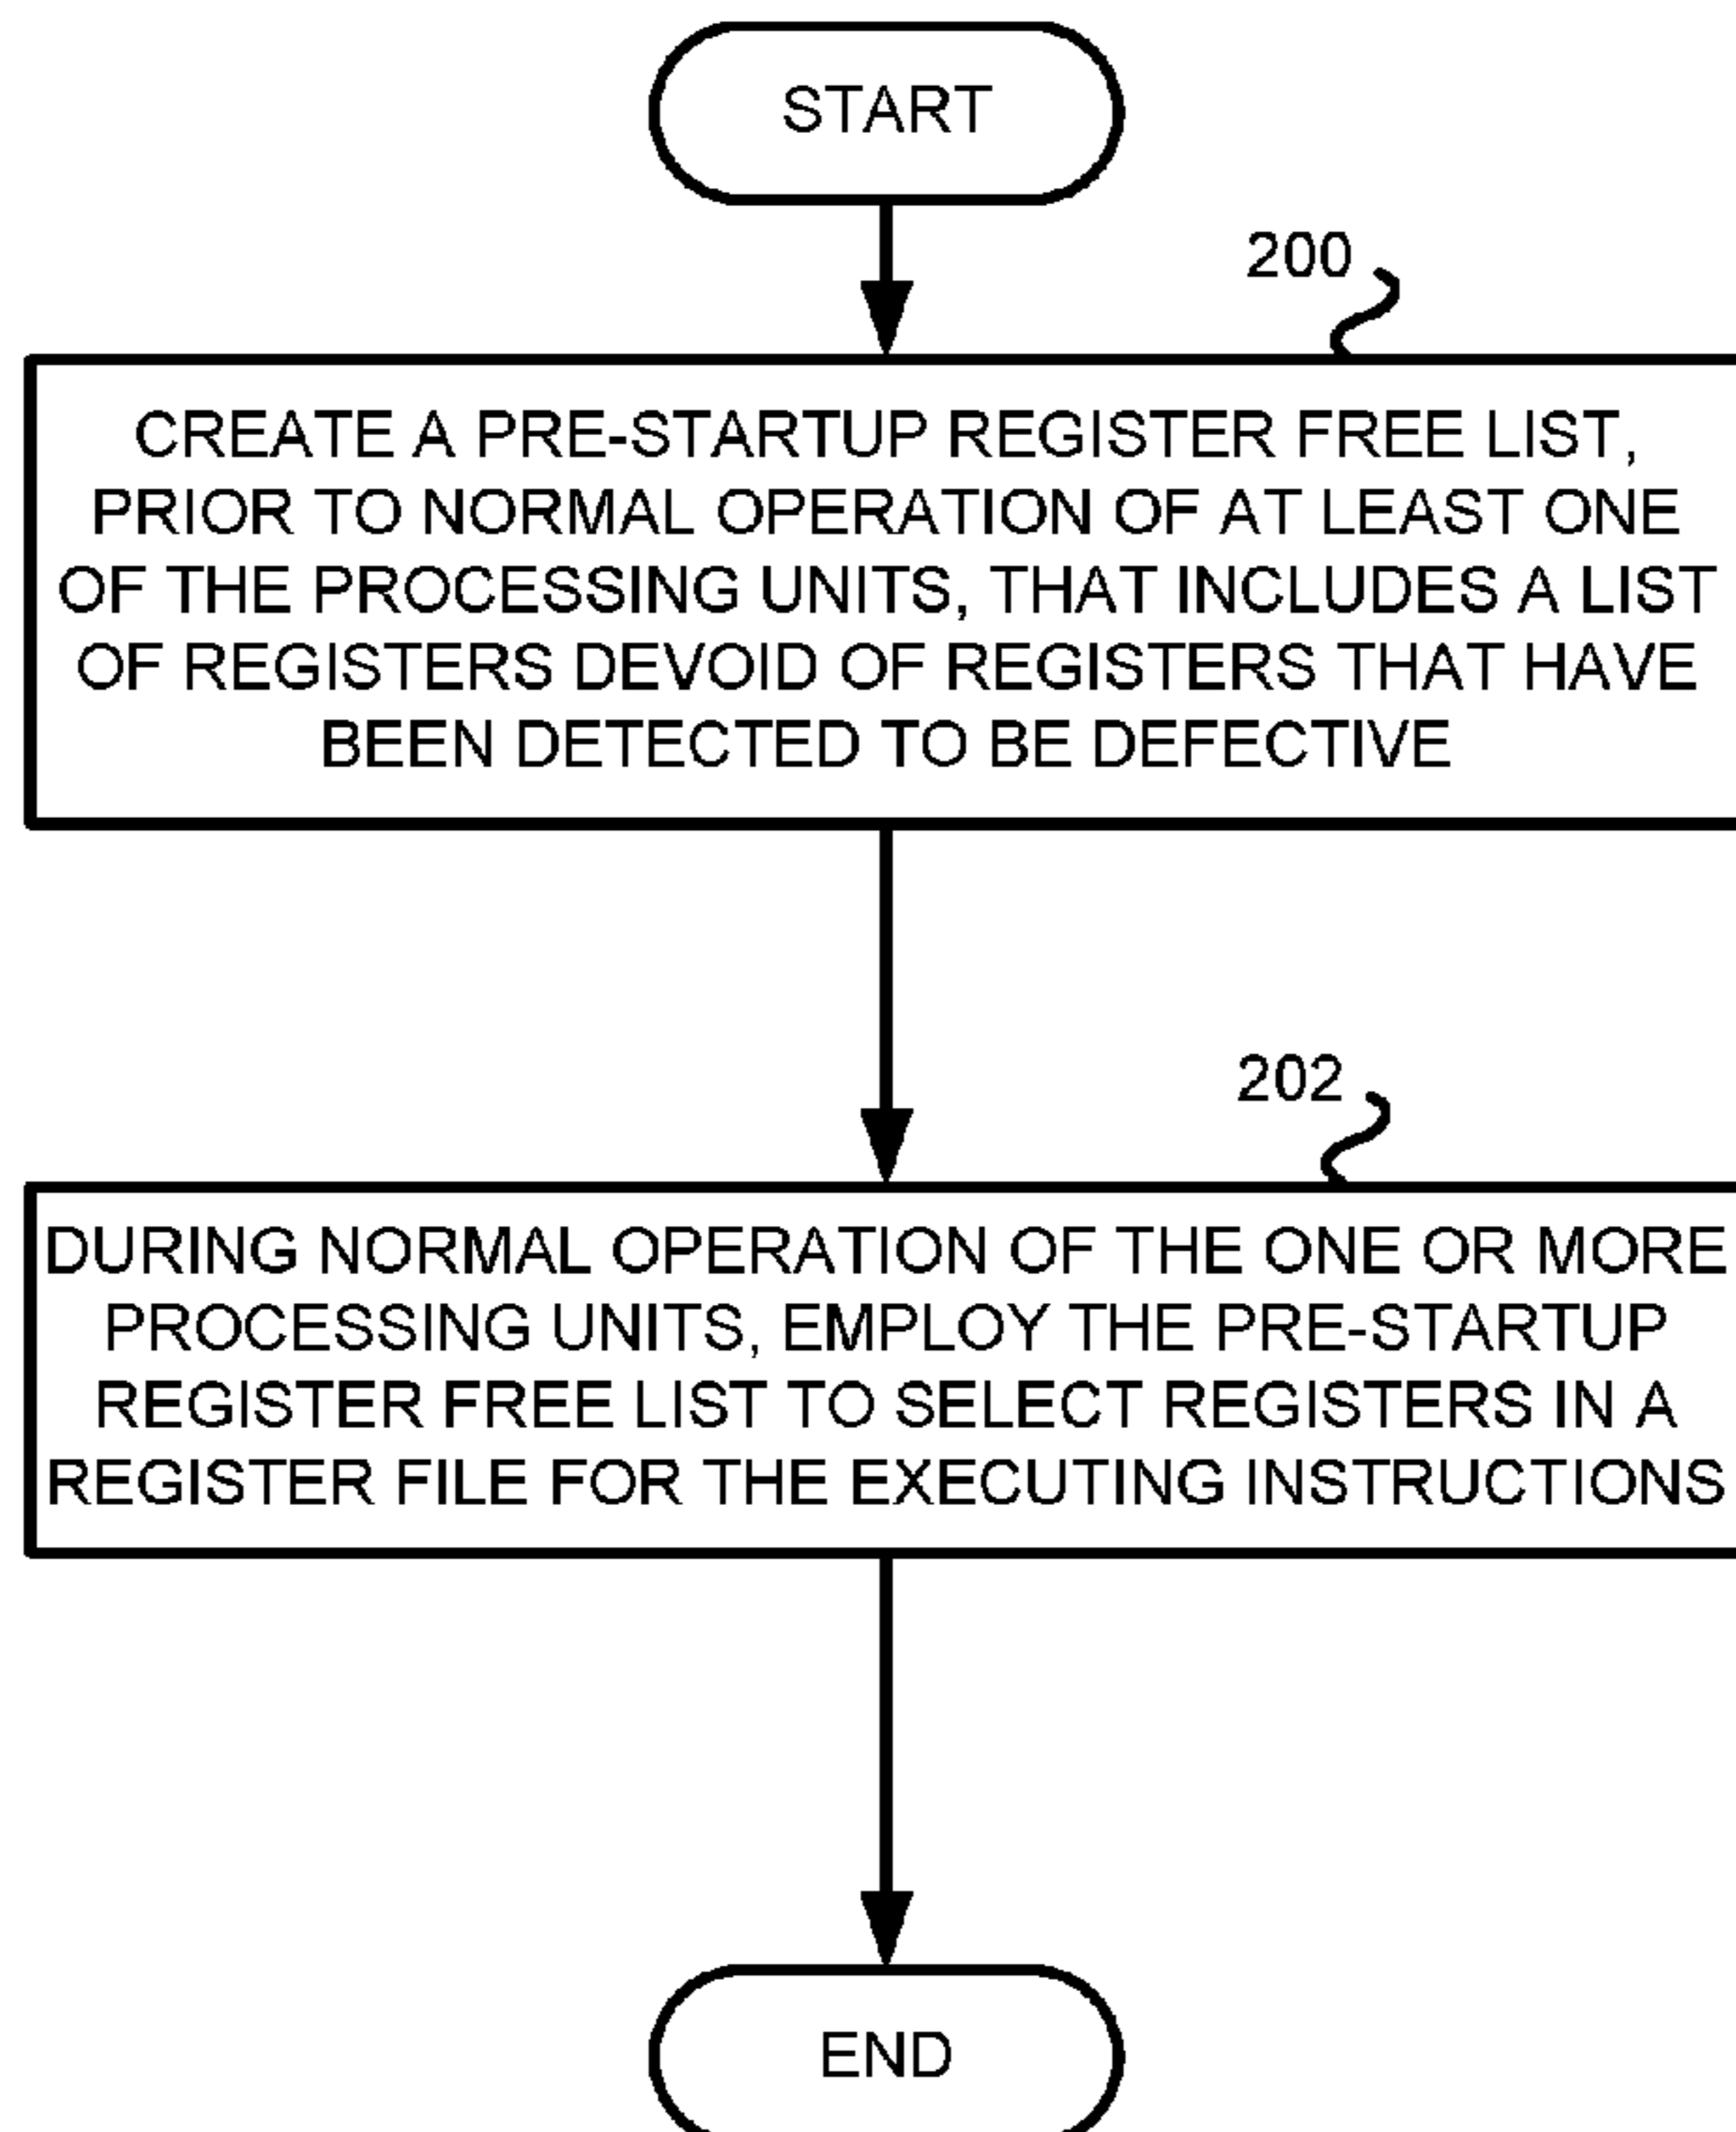 START
200
CREATE A PRE-STARTUP REGISTER FREE LIST,
PRIOR TO NORMAL OPERATION OF AT LEAST ONE
OF THE PROCESSING UNITS, THAT INCLUDES A LIST
OF REGISTERS DEVOID OF REGISTERS THAT HAVE
BEEN DETECTED TO BE DEFECTIVE
202
DURING NORMAL OPERATION OF THE ONE OR MORE
PROCESSING UNITS, EMPLOY THE PRE-STARTUP
REGISTER FREE LIST TO SELECT REGISTERS IN A
REGISTER FILE FOR THE EXECUTING INSTRUCTIONS
END